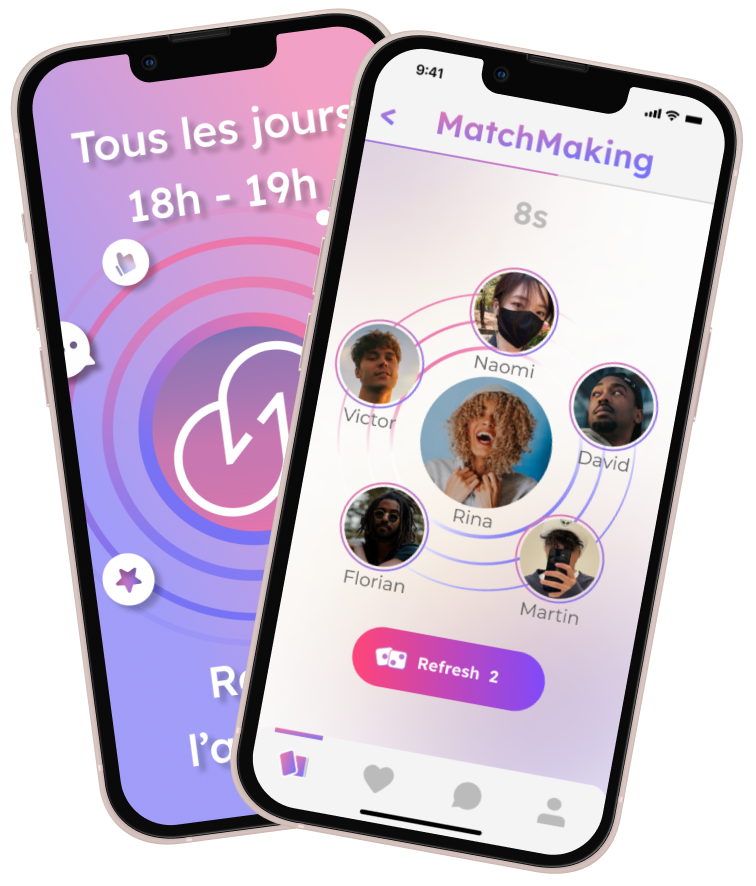 Tous les jours
18h - 19h
l'a
9:41
<
MatchMaking
8s
Naomi
Victor
David
Rina
Florian
Martin
Refresh 2